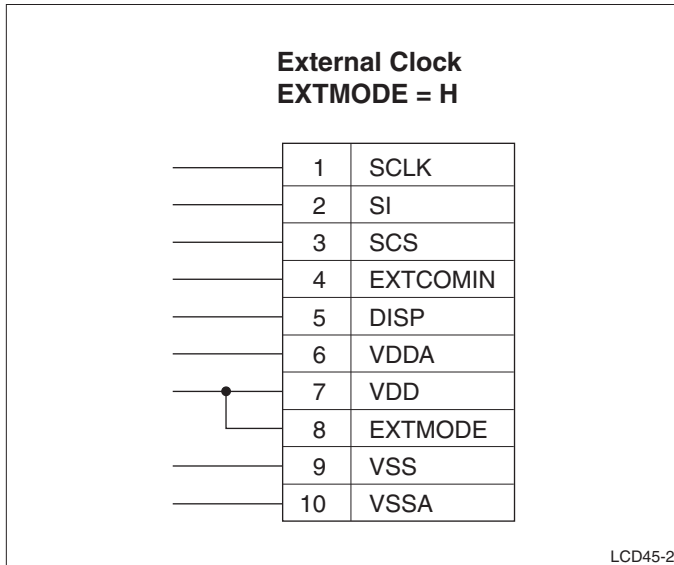 External Clock
EXTMODE = H
1 SCLK
2 SI
3 SCS
4 EXTCOMIN
5 DISP
6 VDDA
7 VDD
8 EXTMODE
9 VSS
10 VSSA
LCD45-2